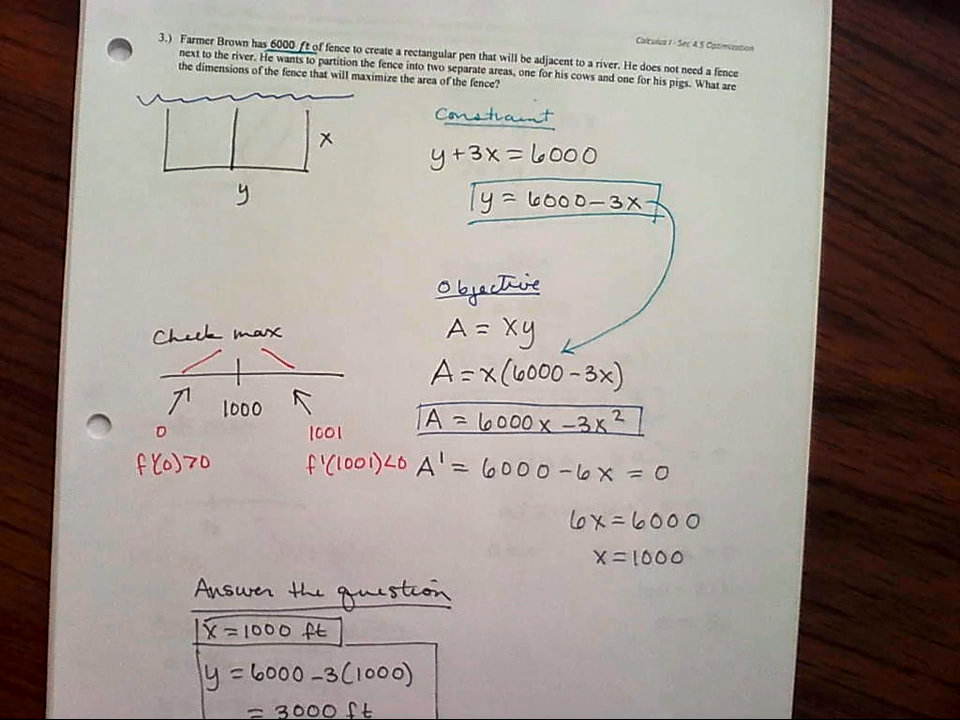 Calculus I - Sec 4.5 Optimization
3.) Farmer Brown has 6000 ft of fence to create a rectangular pen that will be adjacent to a river. He does not need a fence
next to the river. He wants to partition the fence into two separate areas, one for his cows and one for his pigs. What are
the dimensions of the fence that will maximize the area of the fence?
x
y
Constraint
y + 3x = 6000
y = 6000 - 3x
Objective
A = xy
A = x(6000 - 3x)
A = 6000x - 3x²
A' = 6000 - 6x = 0
6x = 6000
x = 1000
Check max
1000
0
1001
f'(0)>0
f'(1001)<0
Answer the question
x = 1000 ft
y = 6000 - 3(1000)
= 3000 ft